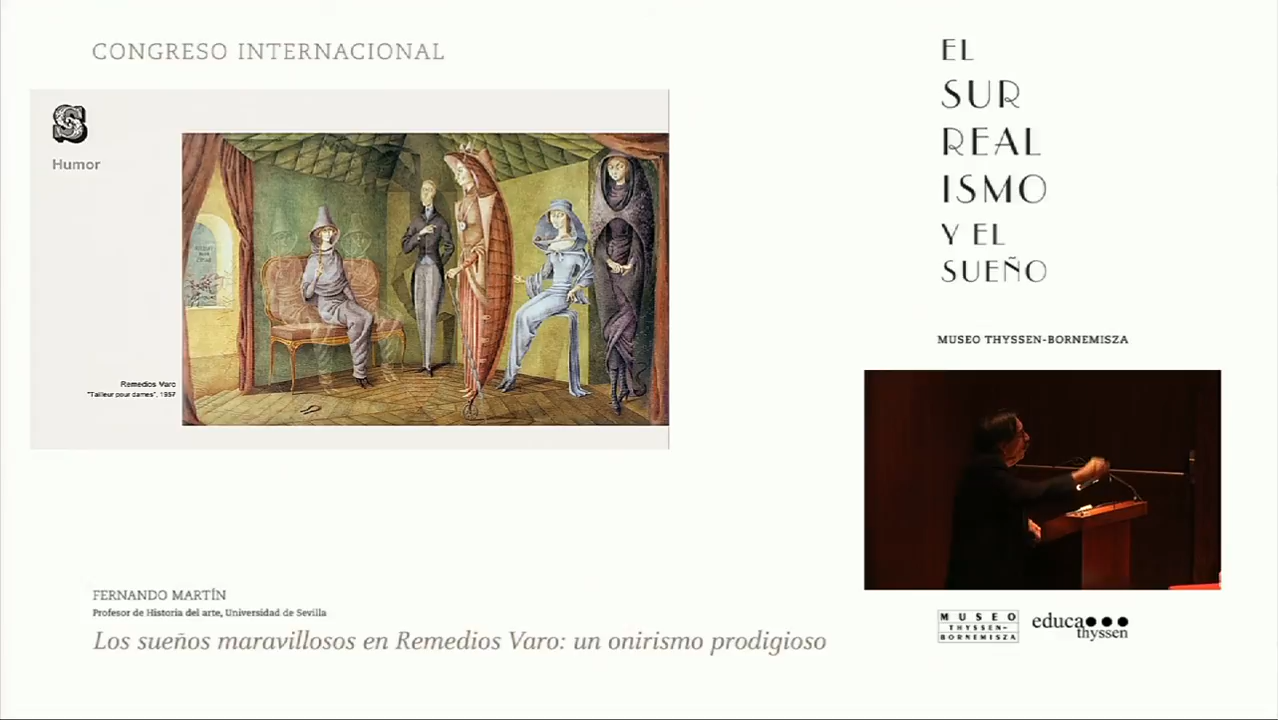 CONGRESO INTERNACIONAL
S
Humor
Remedios Varo
"Tailleur pour dames", 1957
EL
SUR
REAL
ISMO
Y EL
SUEÑO
MUSEO THYSSEN-BORNEMISZA
FERNANDO MARTÍN
Profesor de Historia del arte, Universidad de Sevilla
Los sueños maravillosos en Remedios Varo: un onirismo prodigioso
MUSEO
THYSSEN-
BORNEMISZA
educa
thyssen